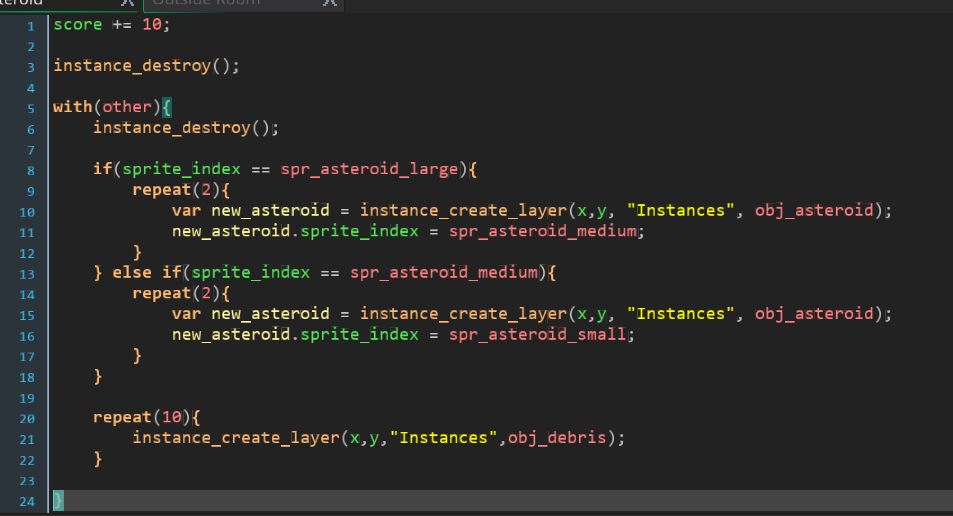 Outside Room
1 score += 10;
2
3 instance_destroy();
4
5 with(other){
6     instance_destroy();
7
8     if(sprite_index == spr_asteroid_large){
9         repeat(2){
10             var new_asteroid = instance_create_layer(x,y, "Instances", obj_asteroid);
11             new_asteroid.sprite_index = spr_asteroid_medium;
12         }
13     } else if(sprite_index == spr_asteroid_medium){
14         repeat(2){
15             var new_asteroid = instance_create_layer(x,y, "Instances", obj_asteroid);
16             new_asteroid.sprite_index = spr_asteroid_small;
17         }
18     }
19
20     repeat(10){
21         instance_create_layer(x,y,"Instances",obj_debris);
22     }
23
24 }